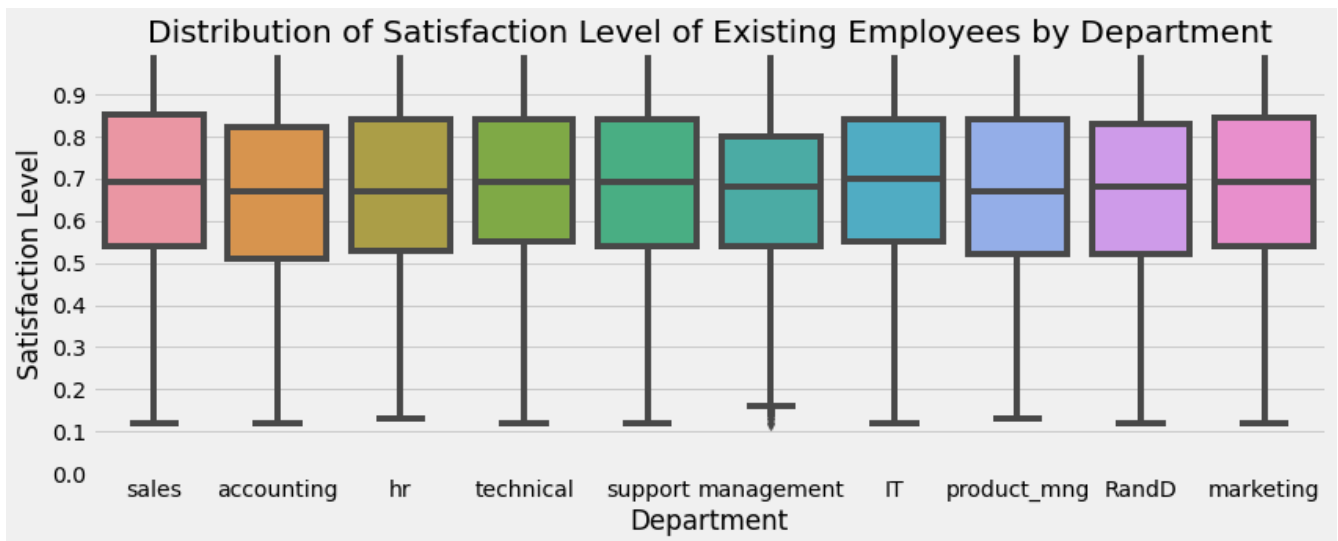 Distribution of Satisfaction Level of Existing Employees by Department
Satisfaction Level
0.9
0.8
0.7
0.6
0.5
0.4
0.3
0.2
0.1
0.0
sales accounting hr technical support management IT product_mng RandD marketing
Department